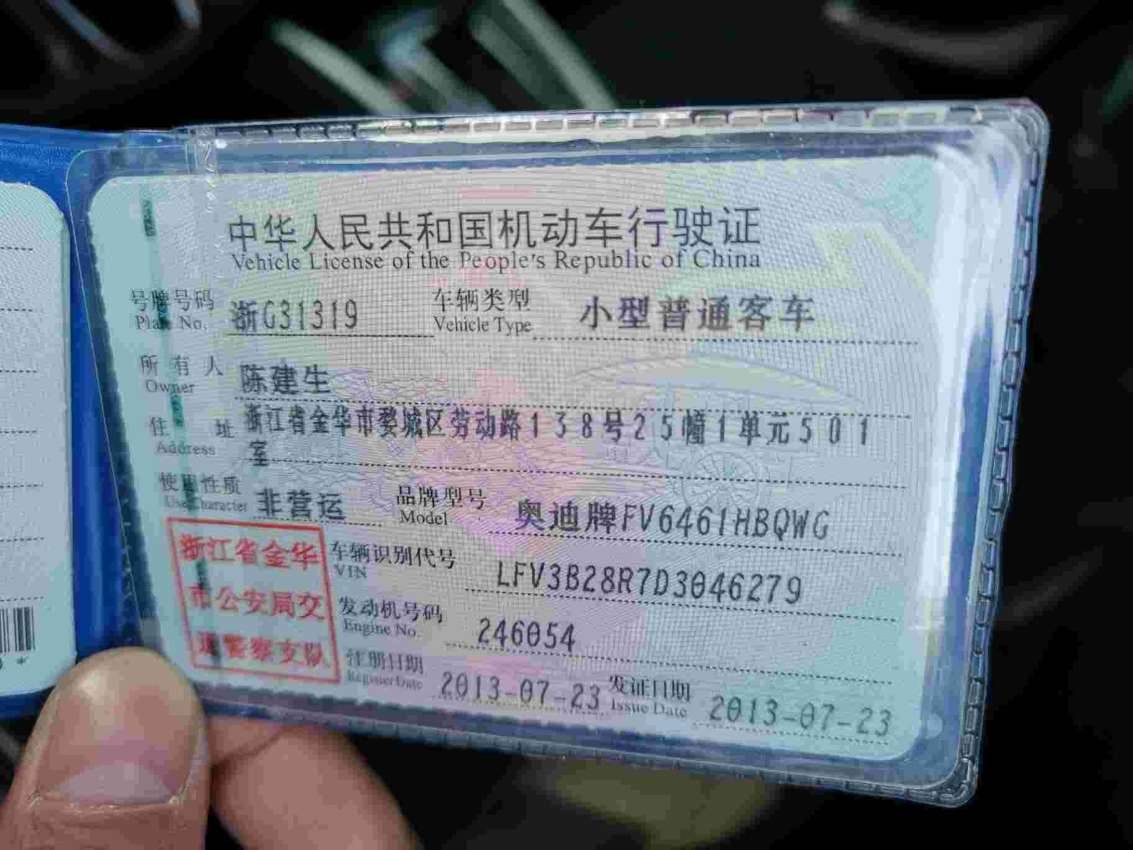 中华人民共和国机动车行驶证
Vehicle License of the People's Republic of China
号牌号码 浙G31319 车辆类型 小型普通客车
Plate No. Vehicle Type
所有人 陈建生
Owner
住址 浙江省金华市婺城区劳动路138号25幢1单元501
Address 室
使用性质 非营运 品牌型号 奥迪牌FV6461HBQWG
Use Character Model
车辆识别代号 LFV3B28R7D3046279
VIN
发动机号码 246054
Engine No.
注册日期 2013-07-23 发证日期 2013-07-23
Register Date Issue Date
浙江省金华
市公安局交
通警察支队